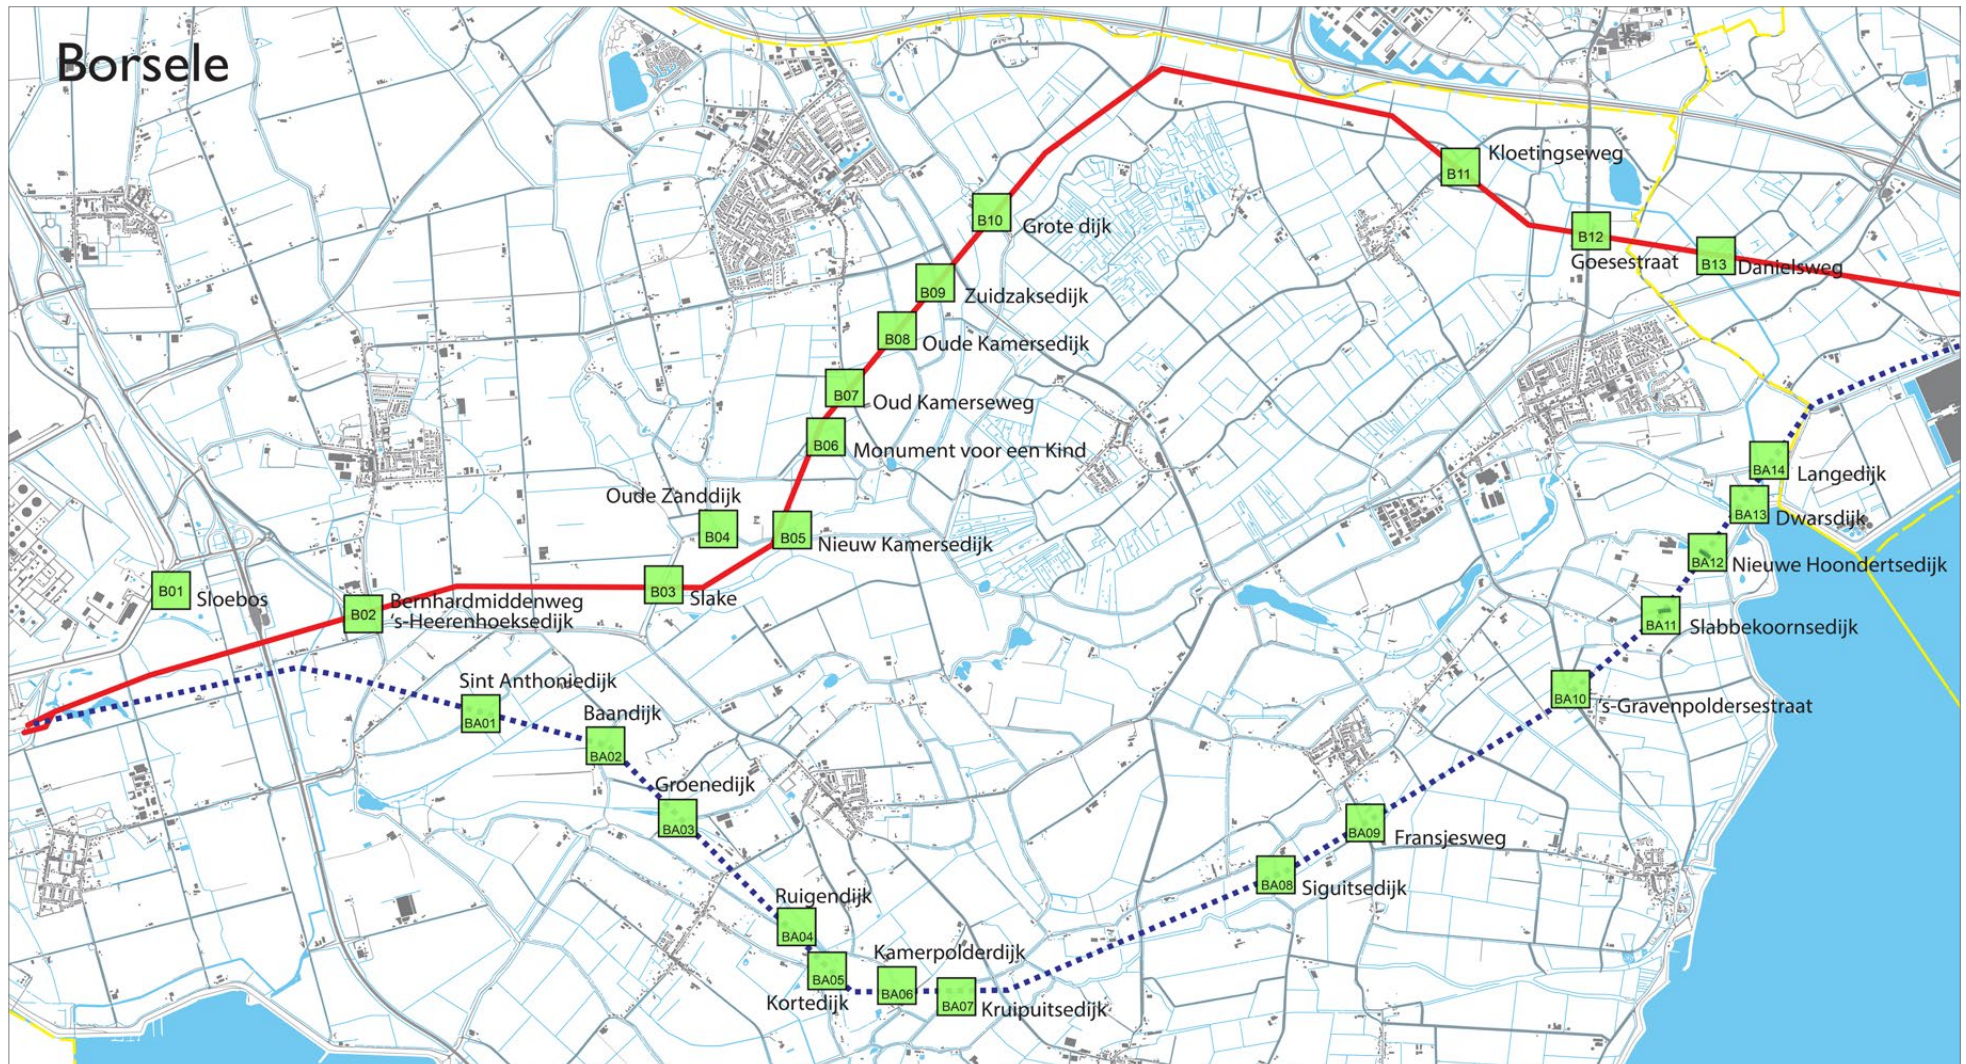 Borsele
Kloetingseweg
B11
B10
Grote dijk
B12
Goesestraat
B13
Danielsweg
B09
Zuidzaksedijk
B08
Oude Kamersedijk
B07
Oud Kamerseweg
B06
Monument voor een Kind
BA14
Langedijk
Oude Zanddijk
B04
B05
Nieuw Kamersedijk
BA13
Dwarsdijk
BA12
Nieuwe Hoondertsedijk
B01
Sloebos
B02
Bernhardmiddenweg
's-Heerenhoeksedijk
B03
Slake
BA11
Slabbekoornsedijk
Sint Anthoniedijk
BA01
Baandijk
BA02
BA10
's-Gravenpoldersestraat
Groenedijk
BA03
BA09
Fransjesweg
BA08
Siguitsedijk
Ruigendijk
BA04
Kamerpolderdijk
BA05
Kortedijk
BA06
BA07
Kruipuitsedijk